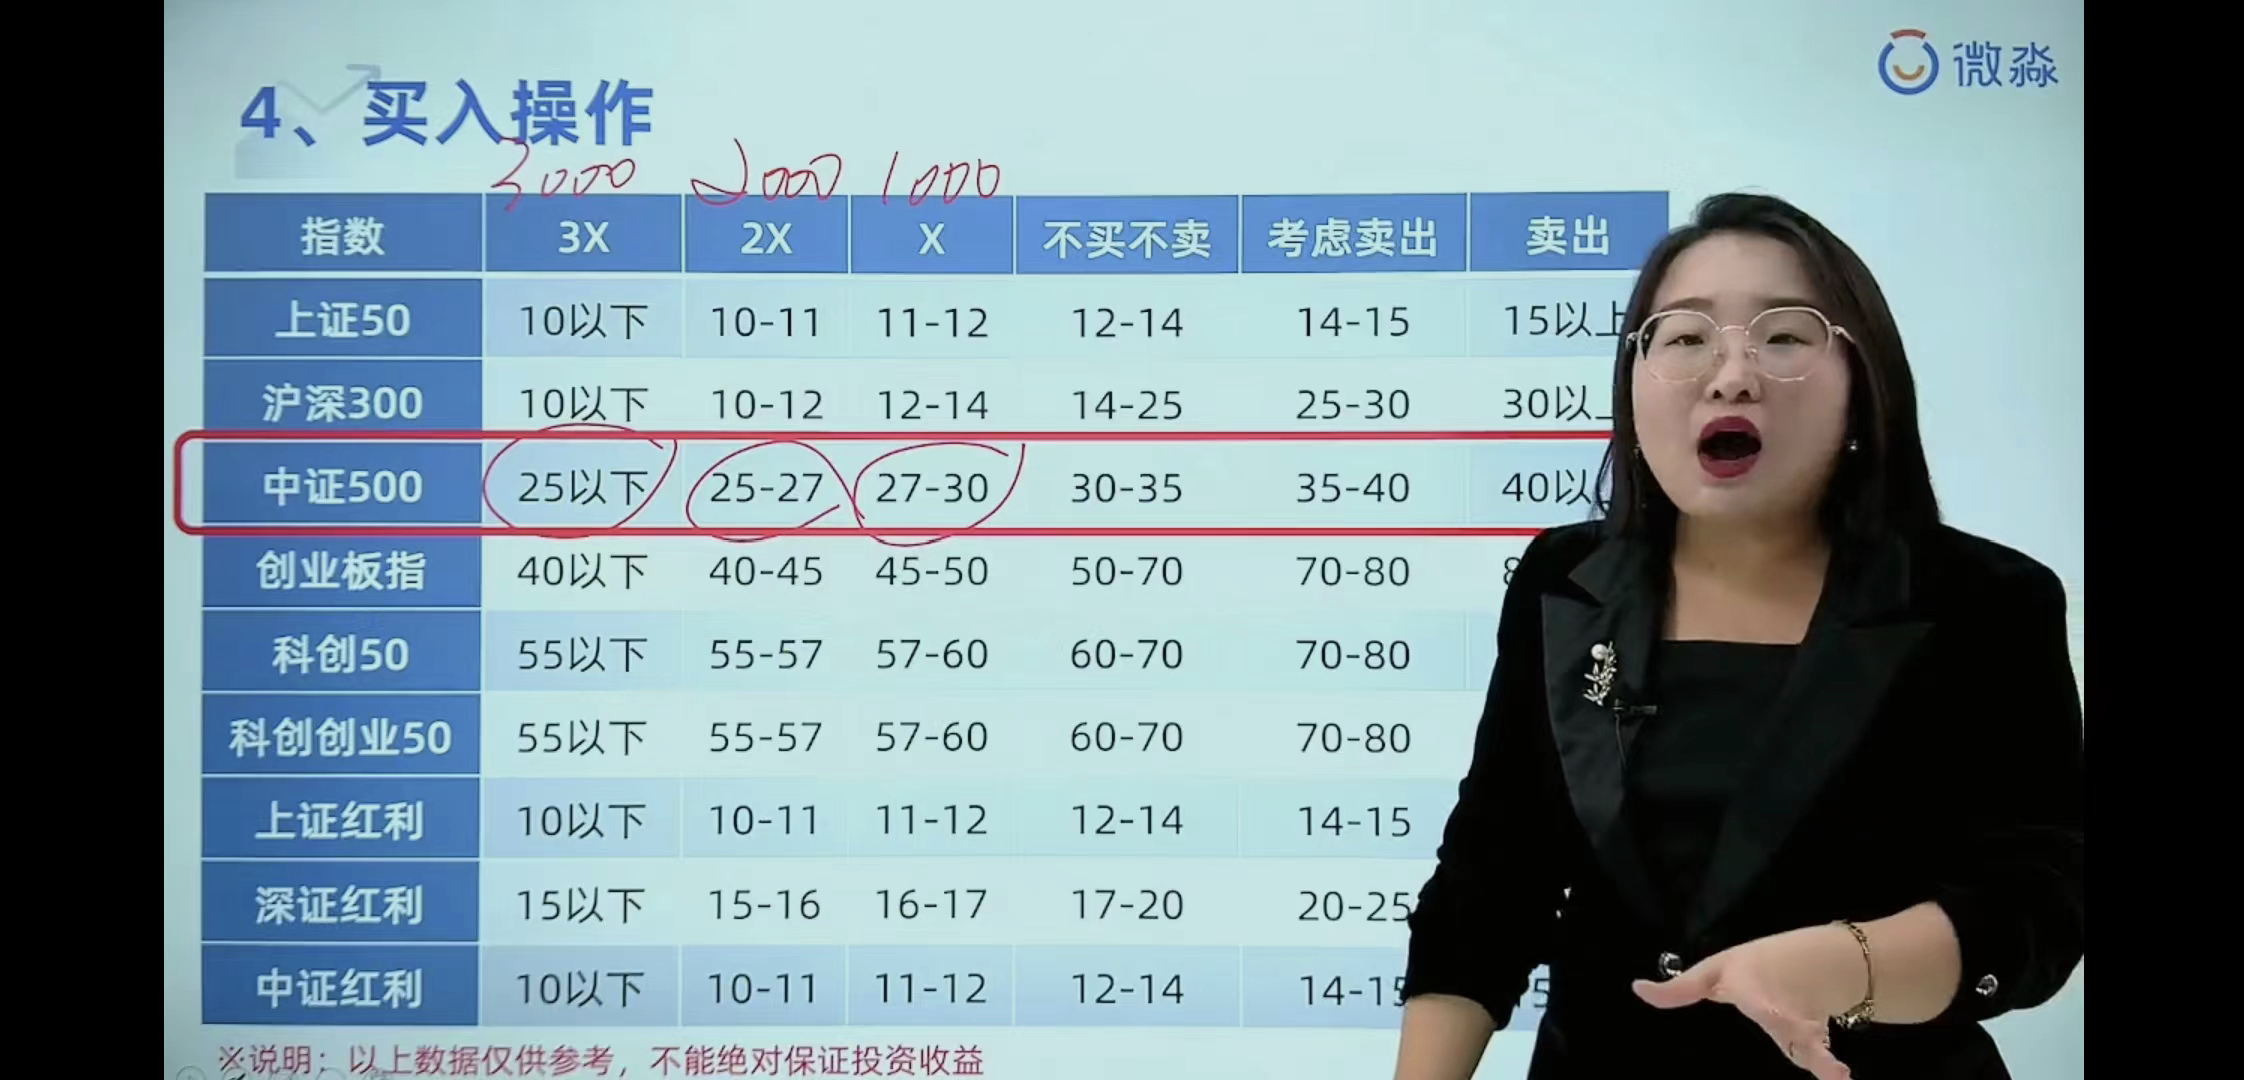 微淼
4、买入操作
3000 2000 1000
指数 3X 2X X 不买不卖 考虑卖出 卖出
上证50 10以下 10-11 11-12 12-14 14-15 15以上
沪深300 10以下 10-12 12-14 14-25 25-30 30以上
中证500 25以下 25-27 27-30 30-35 35-40 40以
创业板指 40以下 40-45 45-50 50-70 70-80
科创50 55以下 55-57 57-60 60-70 70-80
科创创业50 55以下 55-57 57-60 60-70 70-80
上证红利 10以下 10-11 11-12 12-14 14-15
深证红利 15以下 15-16 16-17 17-20 20-25
中证红利 10以下 10-11 11-12 12-14 14-15
※说明：以上数据仅供参考，不能绝对保证投资收益